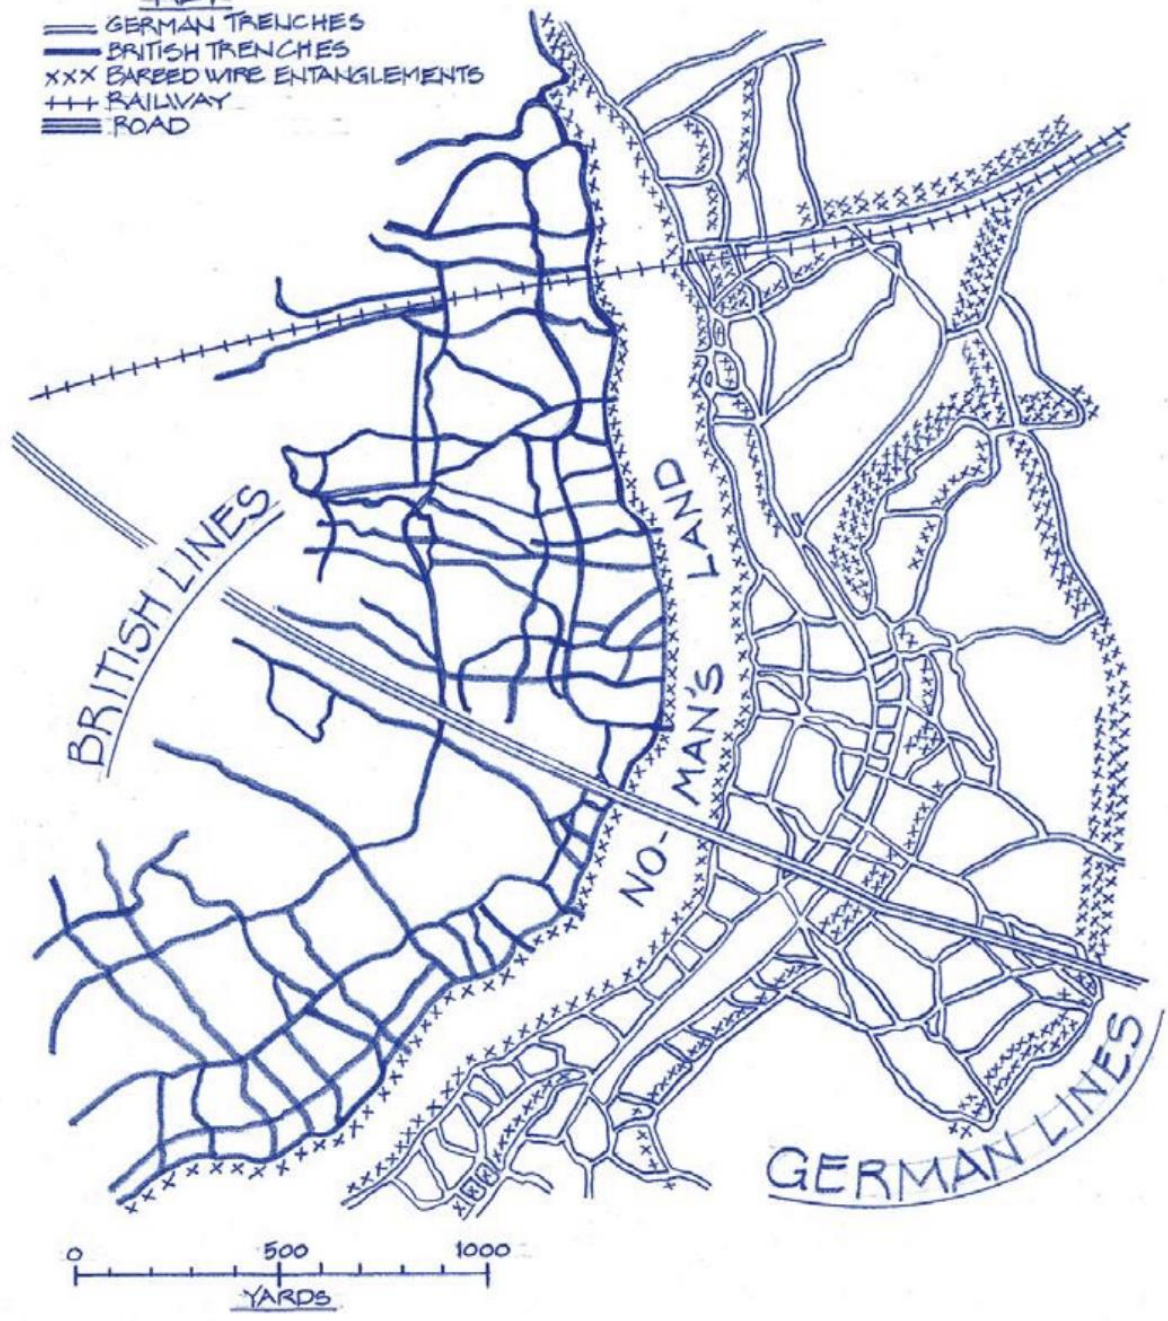 GERMAN TRENCHES
BRITISH TRENCHES
XXX BARBED WIRE ENTANGLEMENTS
RAILWAY
ROAD
BRITISH LINES
NO-MAN'S LAND
GERMAN LINES
0 500 1000
YARDS